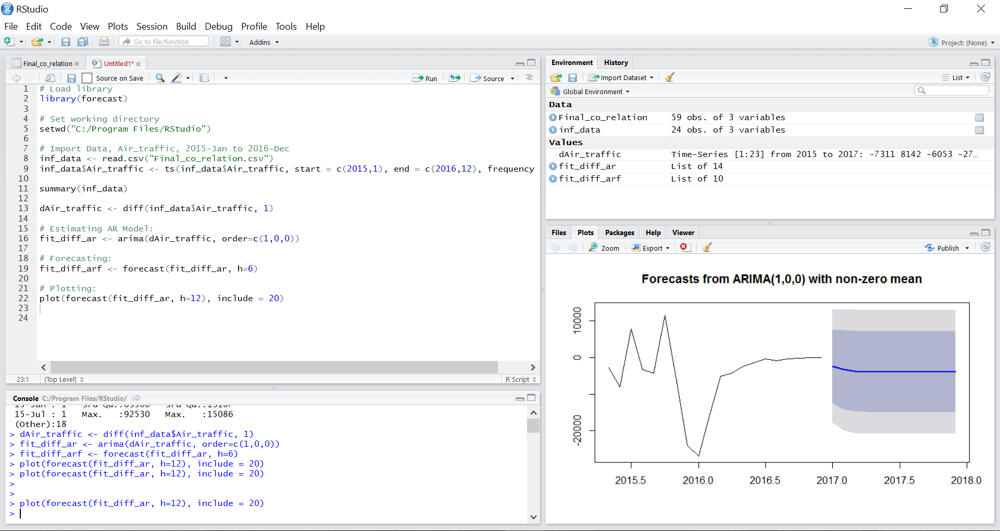 RStudio
File Edit Code View Plots Session Build Debug Profile Tools Help
Go to file/function Addins Project: (None)
Final_co_relation Untitled1*
Source on Save Run Source
1 # Load library
2 library(forecast)
3
4 # Set working directory
5 setwd("C:/Program Files/RStudio")
6
7 # Import Data, Air_traffic, 2015-Jan to 2016-Dec
8 inf_data <- read.csv("Final_co_relation.csv")
9 inf_data$Air_traffic <- ts(inf_data$Air_traffic, start = c(2015,1), end = c(2016,12), frequency
10
11 summary(inf_data)
12
13 dAir_traffic <- diff(inf_data$Air_traffic, 1)
14
15 # Estimating AR Model:
16 fit_diff_ar <- arima(dAir_traffic, order=c(1,0,0))
17
18 # Forecasting:
19 fit_diff_arf <- forecast(fit_diff_ar, h=6)
20
21 # Plotting:
22 plot(forecast(fit_diff_ar, h=12), include = 20)
23
24
23:1 (Top Level) R Script
Console C:/Program Files/RStudio/
15-Jul : 1 Max. :92530 Max. :15086
(Other):18
> dAir_traffic <- diff(inf_data$Air_traffic, 1)
> fit_diff_ar <- arima(dAir_traffic, order=c(1,0,0))
> fit_diff_arf <- forecast(fit_diff_ar, h=6)
> plot(forecast(fit_diff_ar, h=12), include = 20)
> plot(forecast(fit_diff_ar, h=12), include = 20)
>
>
> plot(forecast(fit_diff_ar, h=12), include = 20)
>
Environment History
Import Dataset List
Global Environment
Data
Final_co_relation 59 obs. of 3 variables
inf_data 24 obs. of 3 variables
Values
dAir_traffic Time-Series [1:23] from 2015 to 2017: -7311 8142 -6053 -27…
fit_diff_ar List of 14
fit_diff_arf List of 10
Files Plots Packages Help Viewer
Zoom Export Publish
Forecasts from ARIMA(1,0,0) with non-zero mean
10000
0
-20000
2015.5 2016.0 2016.5 2017.0 2017.5 2018.0